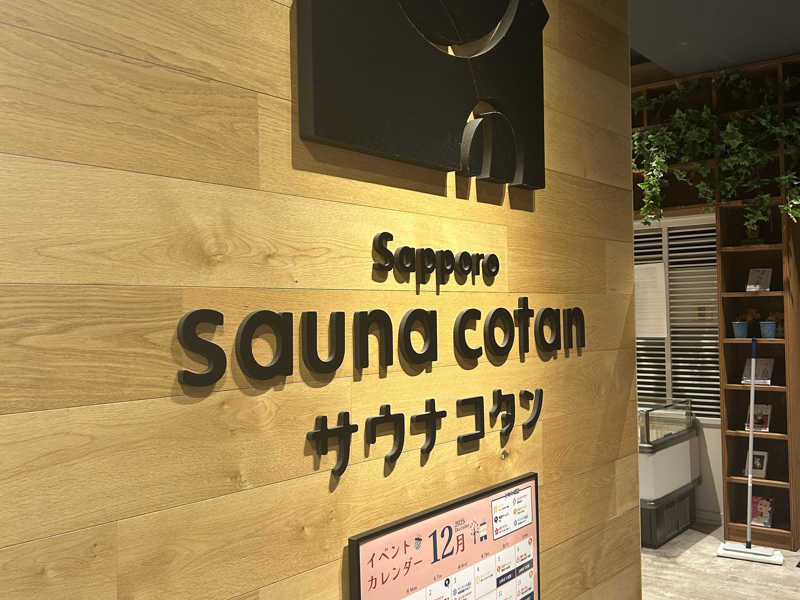 Sapporo
sauna cotan
サウナコタン
イベント
カレンダー
12月